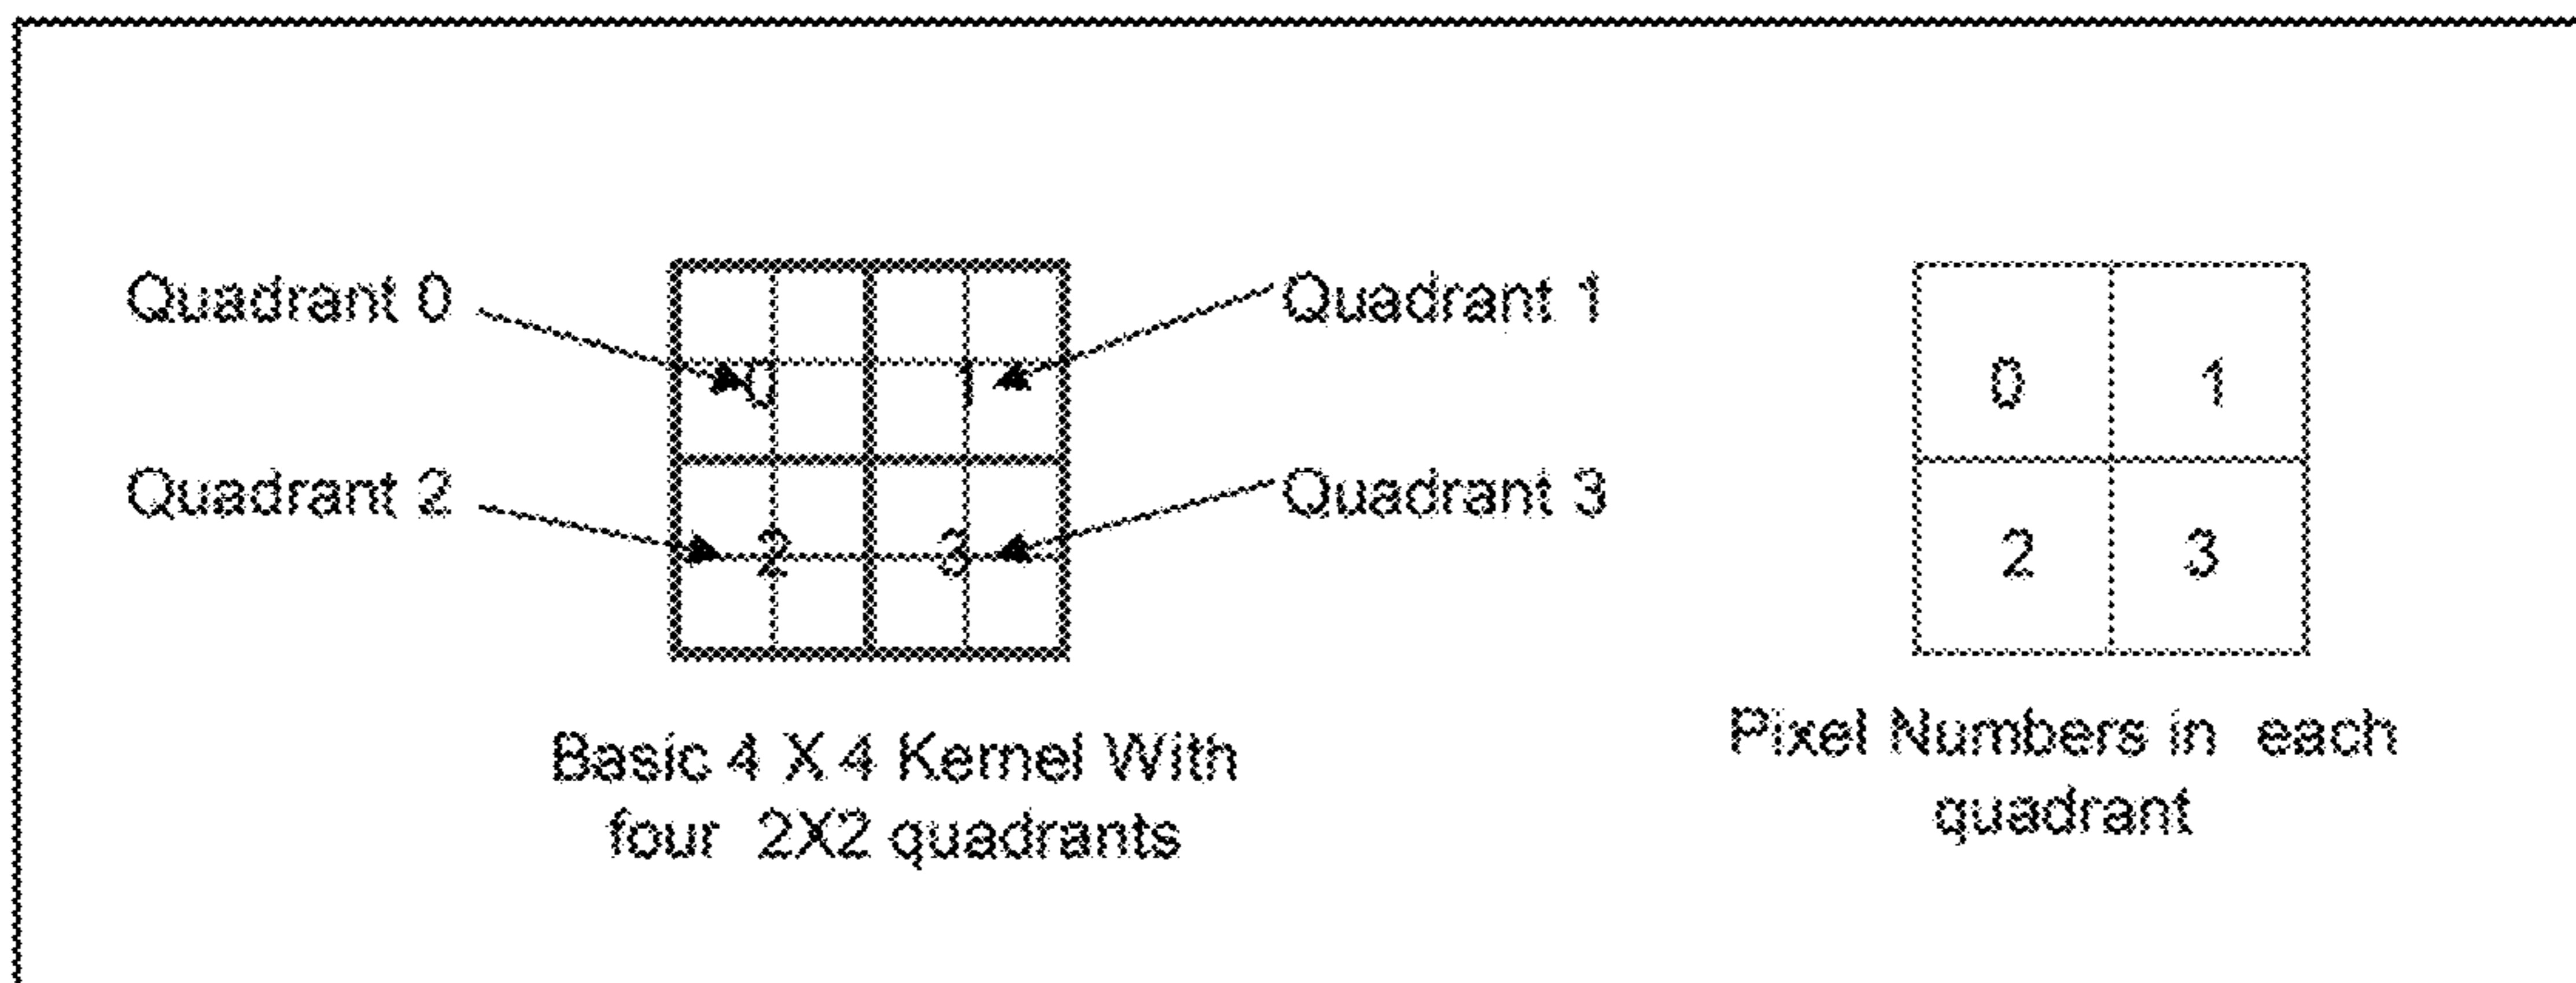 Quadrant 0
Quadrant 1
0
1
0
1
Quadrant 2
Quadrant 3
2
3
2
3
Basic 4 X 4 Kernel With
four 2X2 quadrants
Pixel Numbers in each
quadrant